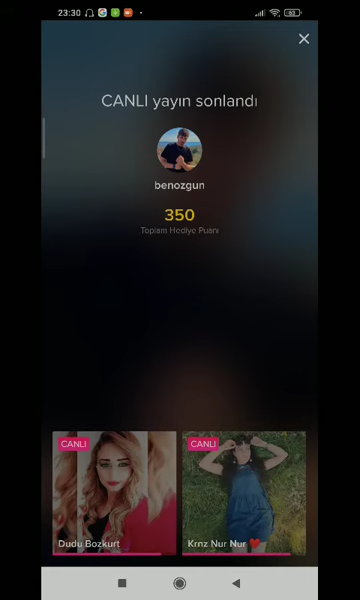 23:30
CANLI yayın sonlandı
benozgun
350
Toplam Hediye Puanı
CANLI
CANLI
Dudu Bozkurt
Krnz Nur Nur ❤️